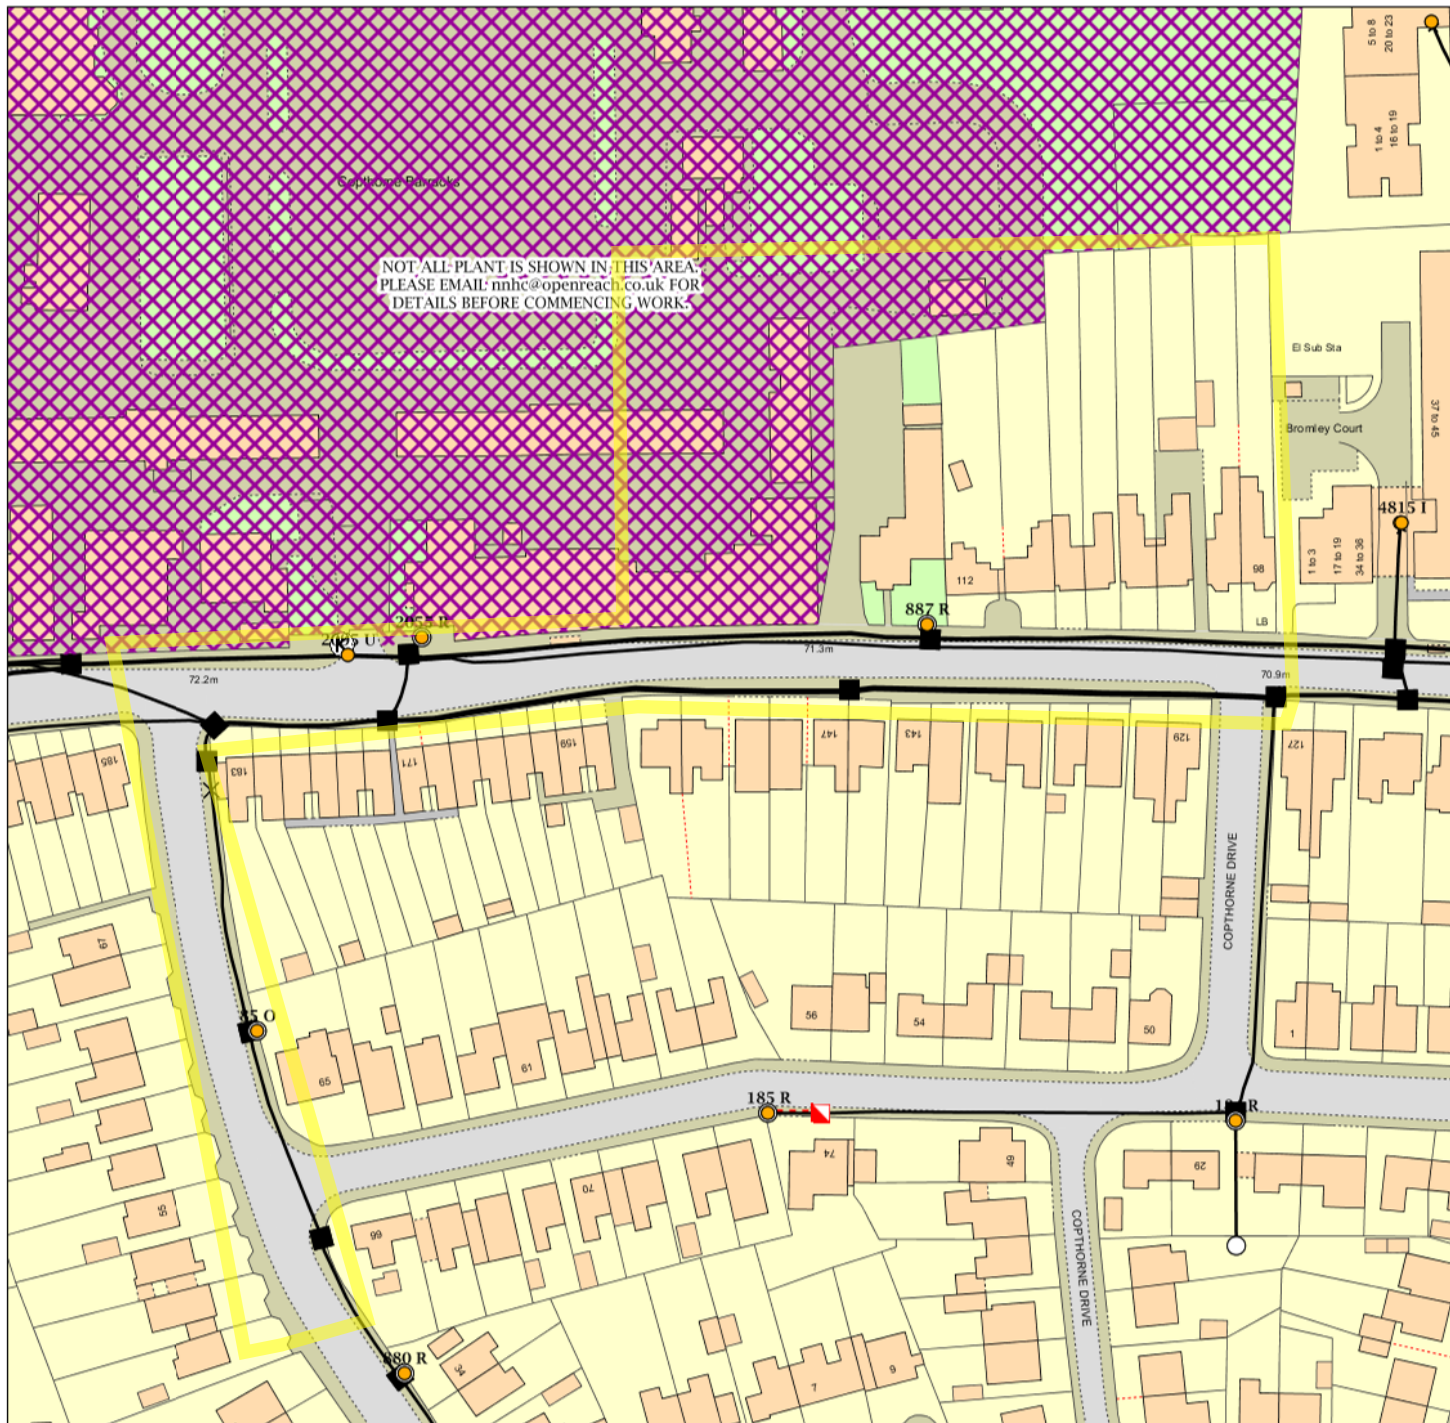 5 to 8
20 to 23
1 to 4
16 to 19
Copthorne Barracks
NOT ALL PLANT IS SHOWN IN THIS AREA.
PLEASE EMAIL nnhc@openreach.co.uk FOR
DETAILS BEFORE COMMENCING WORK.
El Sub Sta
37 to 45
Bromley Court
4815 I
1 to 3
17 to 19
34 to 36
98
112
887 R
LB
71.3m
72.2m
70.9m
185
183
171
159
147
143
129
127
COPTHORNE DRIVE
67
65
61
56
54
50
1
185 R
74
49
29
55
70
66
COPTHORNE DRIVE
880 R
34
7
9